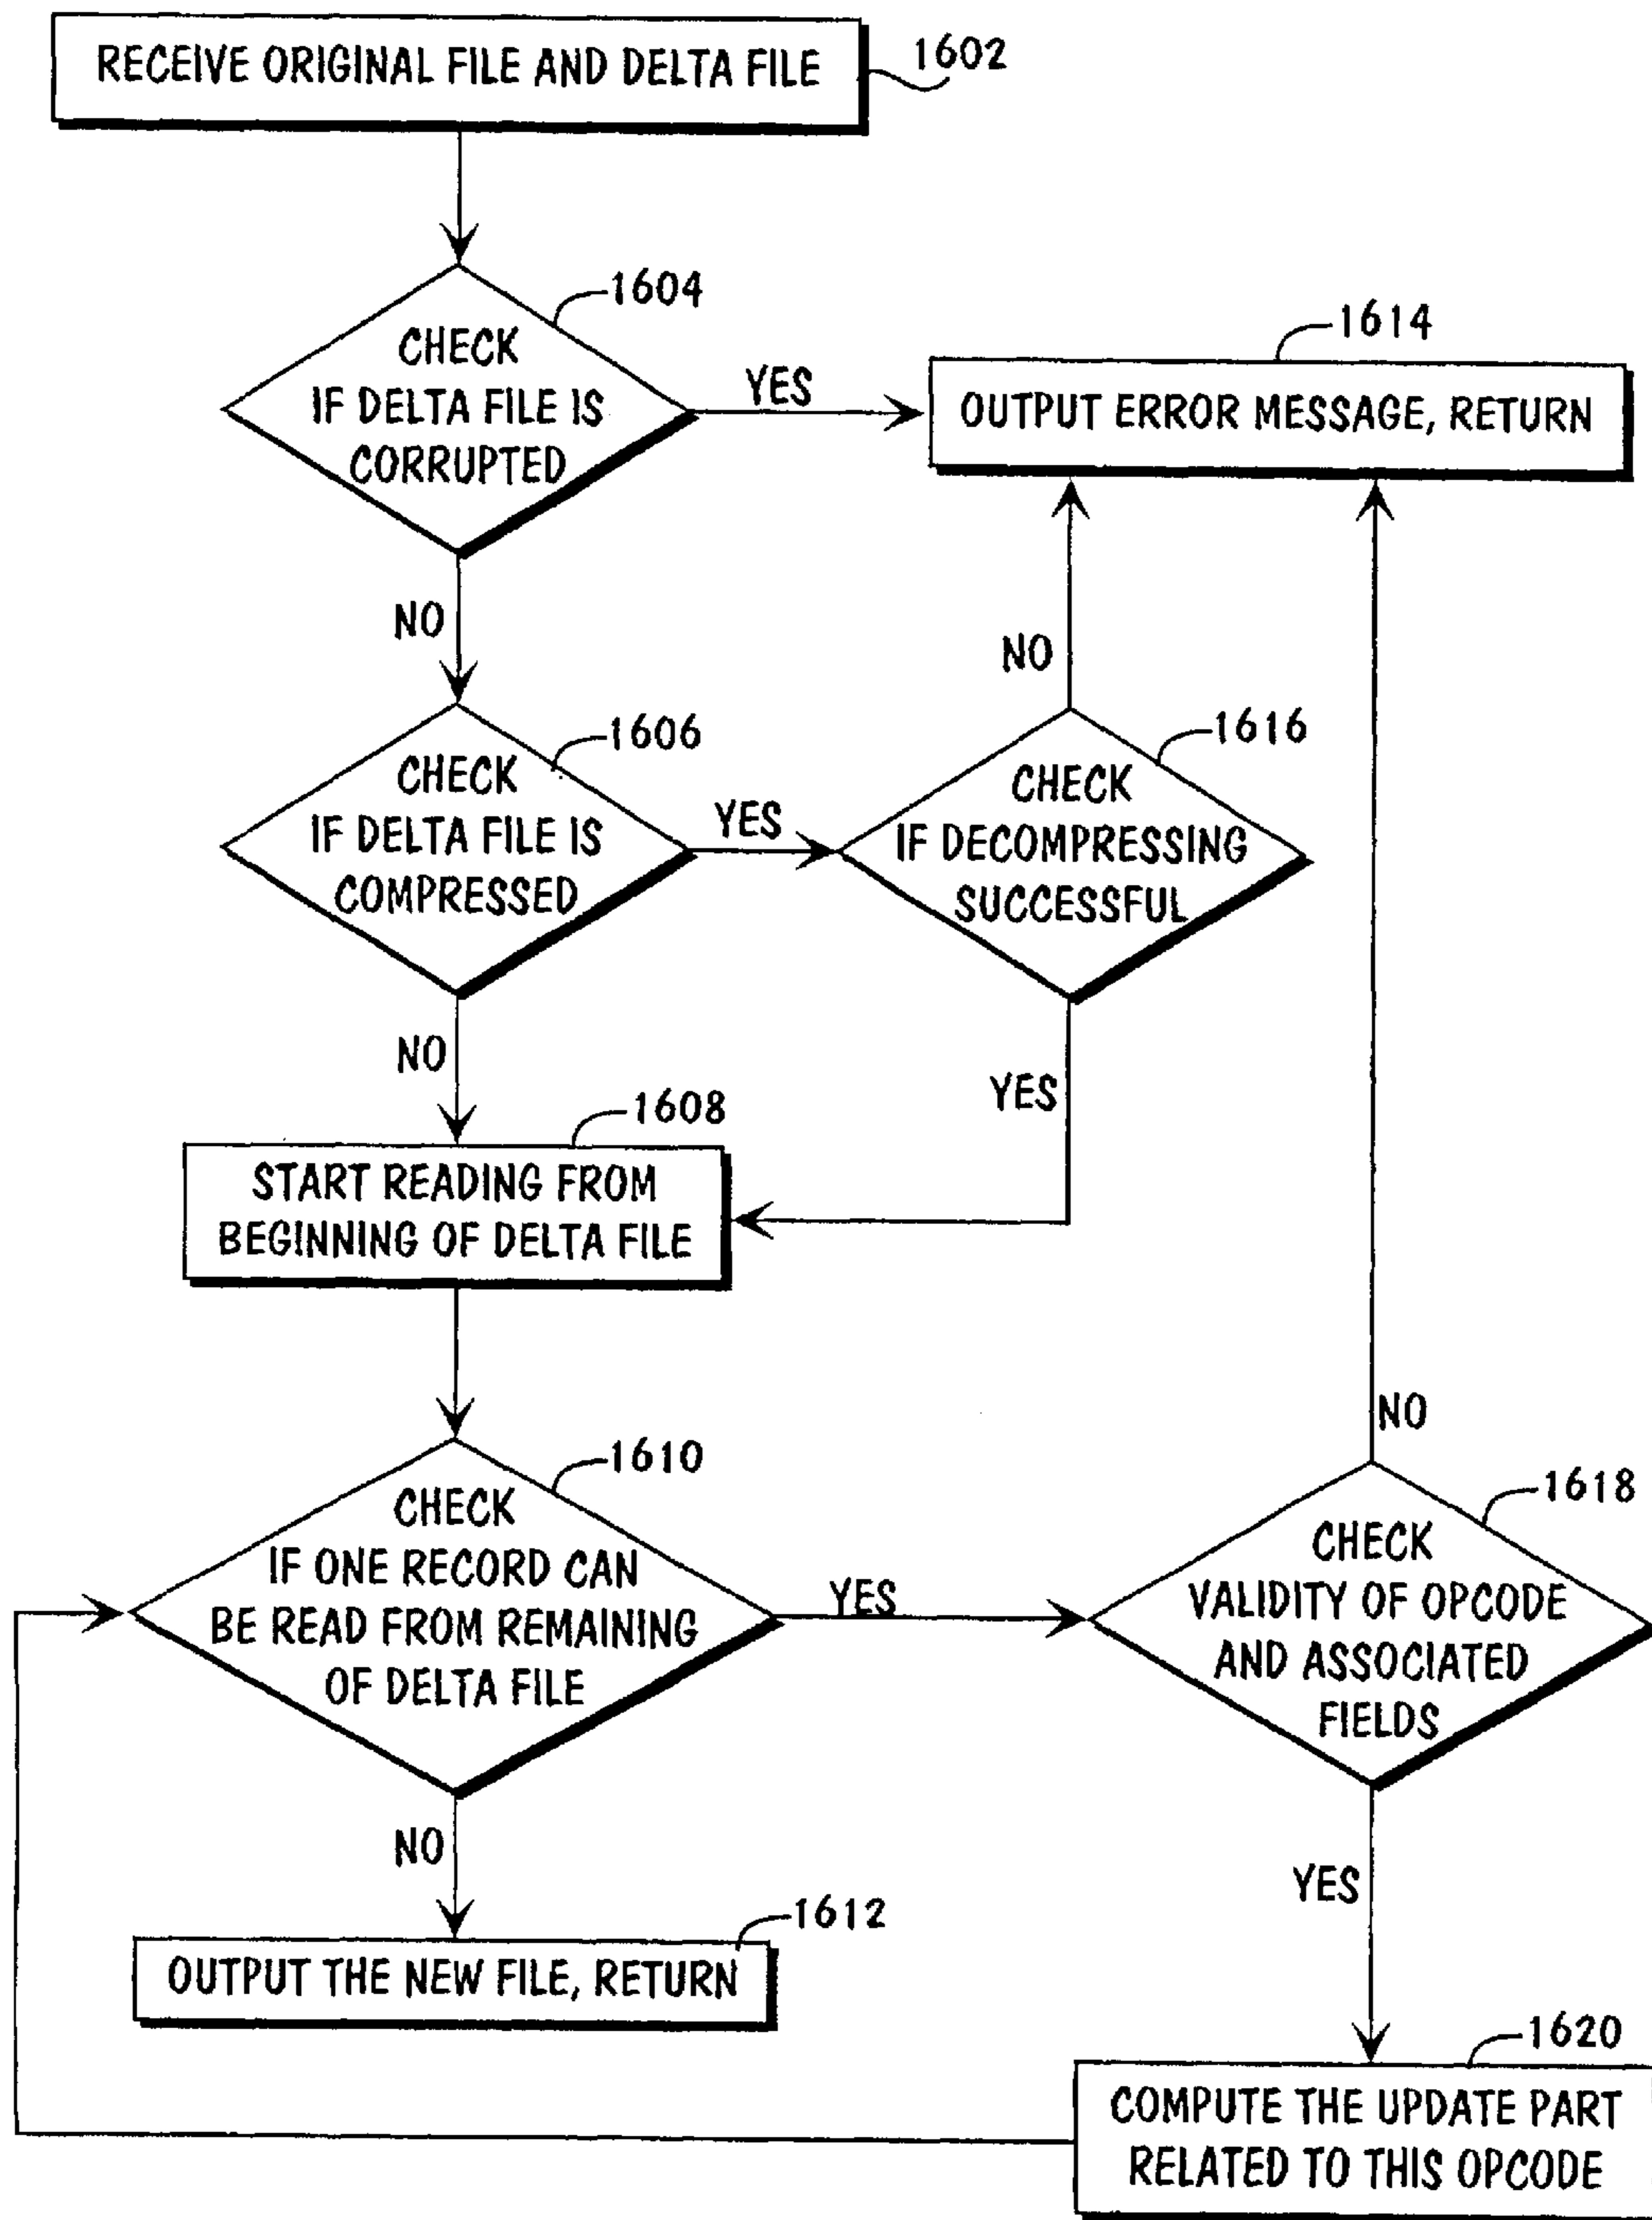 RECEIVE ORIGINAL FILE AND DELTA FILE
1602
1604
CHECK
IF DELTA FILE IS
CORRUPTED
YES
1614
OUTPUT ERROR MESSAGE, RETURN
NO
NO
1606
CHECK
IF DELTA FILE IS
COMPRESSED
YES
1616
CHECK
IF DECOMPRESSING
SUCCESSFUL
NO
YES
1608
START READING FROM
BEGINNING OF DELTA FILE
NO
1610
CHECK
IF ONE RECORD CAN
BE READ FROM REMAINING
OF DELTA FILE
YES
1618
CHECK
VALIDITY OF OPCODE
AND ASSOCIATED
FIELDS
NO
YES
1612
OUTPUT THE NEW FILE, RETURN
1620
COMPUTE THE UPDATE PART
RELATED TO THIS OPCODE